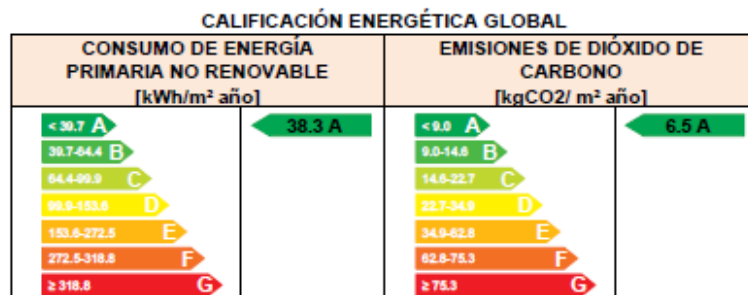 CALIFICACIÓN ENERGÉTICA GLOBAL
CONSUMO DE ENERGÍA
PRIMARIA NO RENOVABLE
[kWh/m² año]
EMISIONES DE DIÓXIDO DE
CARBONO
[kgCO2/ m² año]
< 39.7 A
39.7-64.4 B
64.4-99.9 C
99.9-153.6 D
153.6-272.5 E
272.5-318.8 F
≥ 318.8 G
38.3 A
< 9.0 A
9.0-14.6 B
14.6-22.7 C
22.7-34.9 D
34.9-62.8 E
62.8-75.3 F
≥ 75.3 G
6.5 A